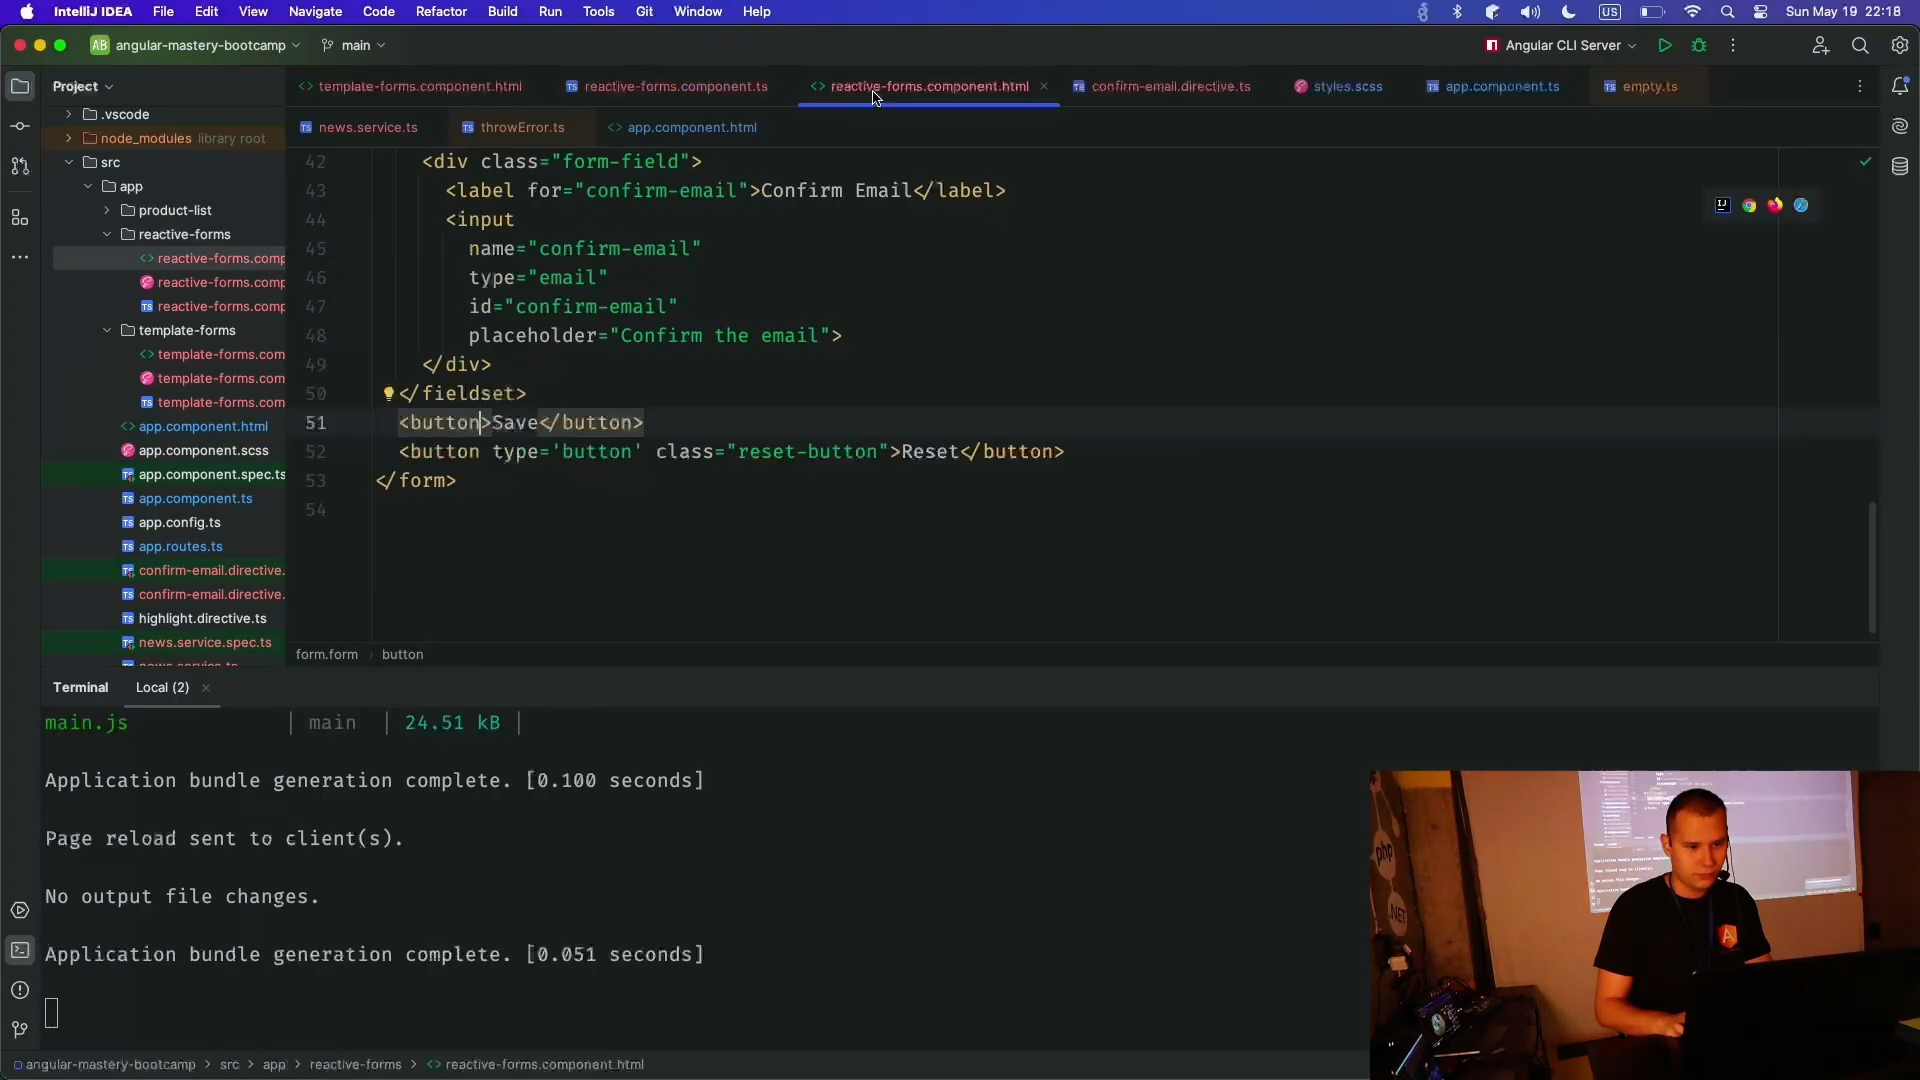 IntelliJ IDEA File Edit View Navigate Code Refactor Build Run Tools Git Window Help US Sun May 19 22:18
AB angular-mastery-bootcamp main Angular CLI Server
Project
template-forms.component.html reactive-forms.component.ts reactive-forms.component.html confirm-email.directive.ts styles.scss app.component.ts empty.ts
news.service.ts throwError.ts app.component.html
.vscode
node_modules library root
src
app
product-list
reactive-forms
reactive-forms.comp
reactive-forms.comp
reactive-forms.comp
template-forms
template-forms.com
template-forms.com
template-forms.com
app.component.html
app.component.scss
app.component.spec.ts
app.component.ts
app.config.ts
app.routes.ts
confirm-email.directive.
confirm-email.directive.
highlight.directive.ts
news.service.spec.ts
news.service.ts
42 <div class="form-field">
43 <label for="confirm-email">Confirm Email</label>
44 <input
45 name="confirm-email"
46 type="email"
47 id="confirm-email"
48 placeholder="Confirm the email">
49 </div>
50 </fieldset>
51 <button>Save</button>
52 <button type='button' class="reset-button">Reset</button>
53 </form>
54
form.form › button
Terminal Local (2)
main.js | main | 24.51 kB |
Application bundle generation complete. [0.100 seconds]
Page reload sent to client(s).
No output file changes.
Application bundle generation complete. [0.051 seconds]
php
.NET
A
angular-mastery-bootcamp › src › app › reactive-forms › reactive-forms.component.html